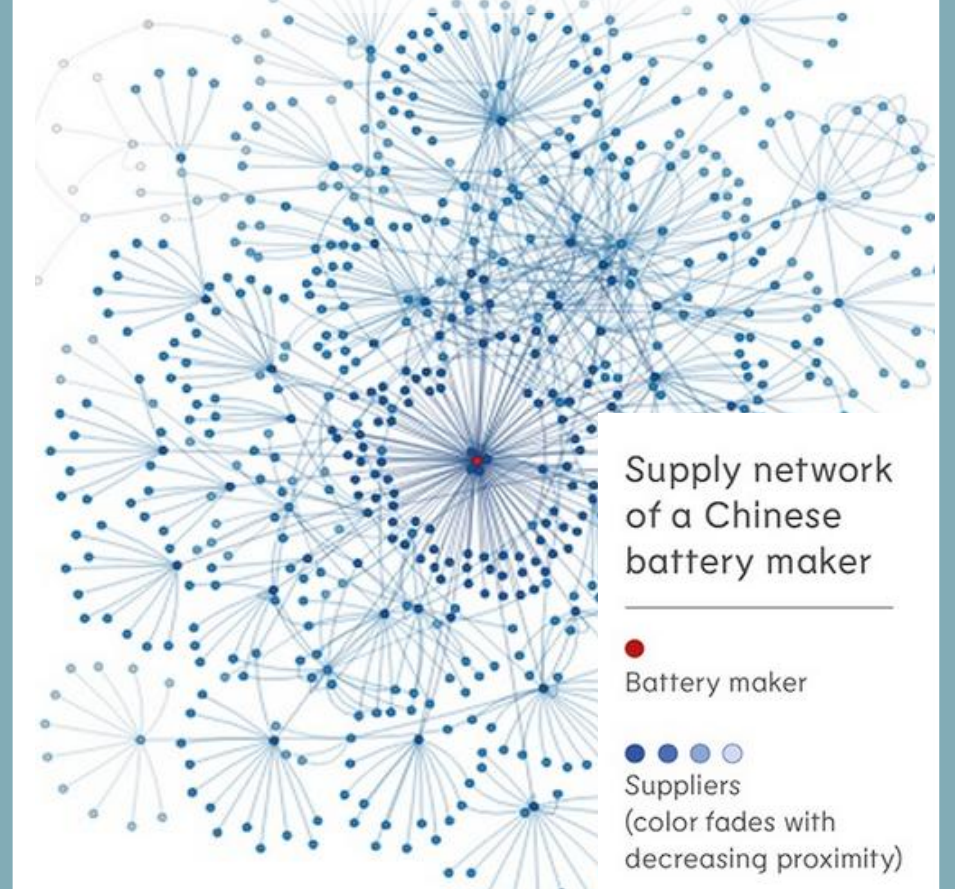 Supply network
of a Chinese
battery maker
Battery maker
Suppliers
(color fades with
decreasing proximity)